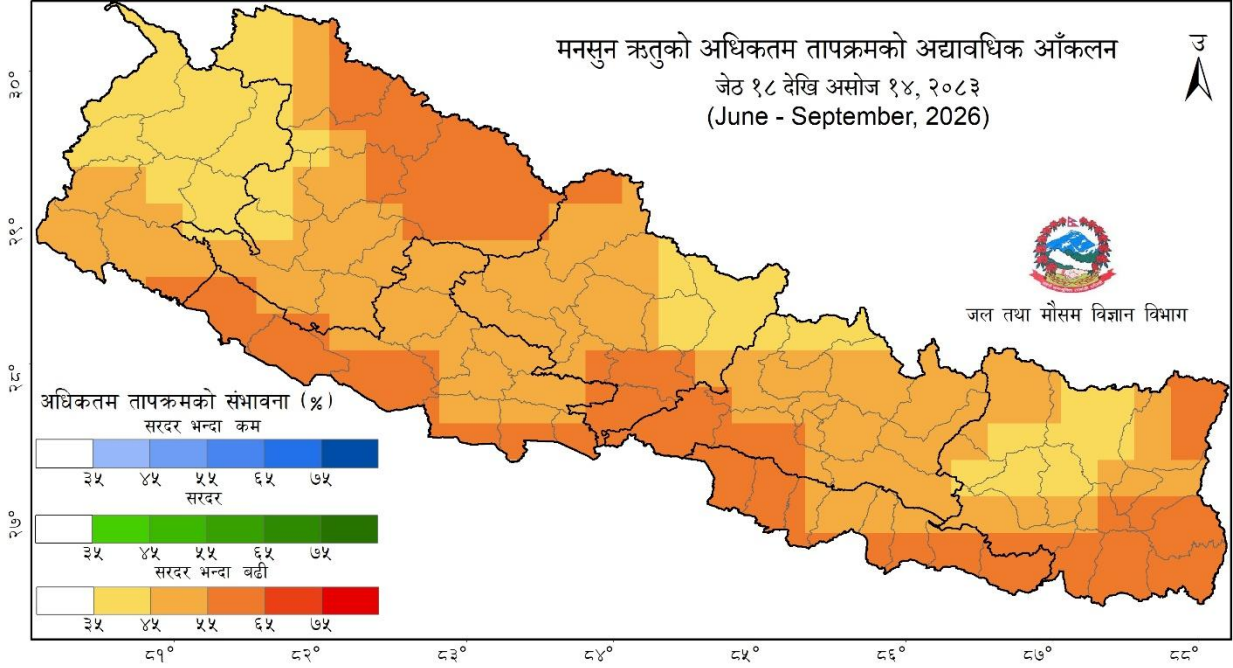 मनसुन ऋतुको अधिकतम तापक्रमको अद्यावधिक आँकलन
जेठ १८ देखि असोज १४, २०८३
(June - September, 2026)
उ
३०°
२९°
२८°
२७°
जल तथा मौसम विज्ञान विभाग
अधिकतम तापक्रमको संभावना (%)
सरदर भन्दा कम
३५ ४५ ५५ ६५ ७५
सरदर
३५ ४५ ५५ ६५ ७५
सरदर भन्दा बढी
३५ ४५ ५५ ६५ ७५
८१° ८२° ८३° ८४° ८५° ८६° ८७° ८८°